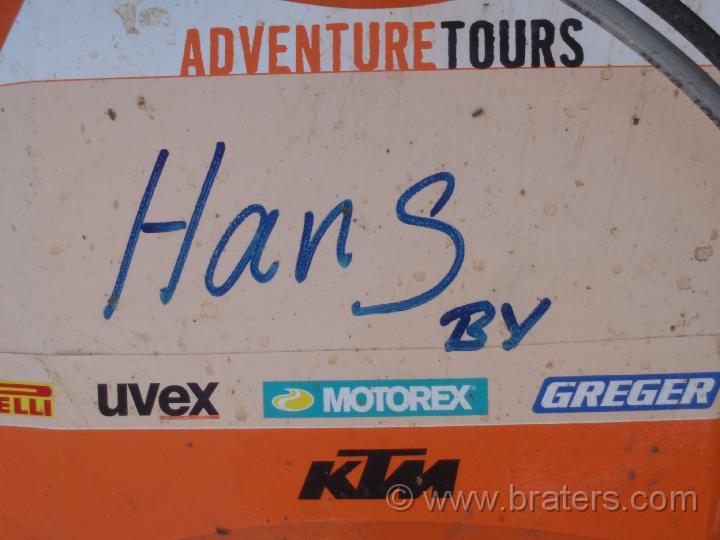 ADVENTURETOURS
Hans
BY
ELLI uvex MOTOREX GREGER
KTM
© www.braters.com